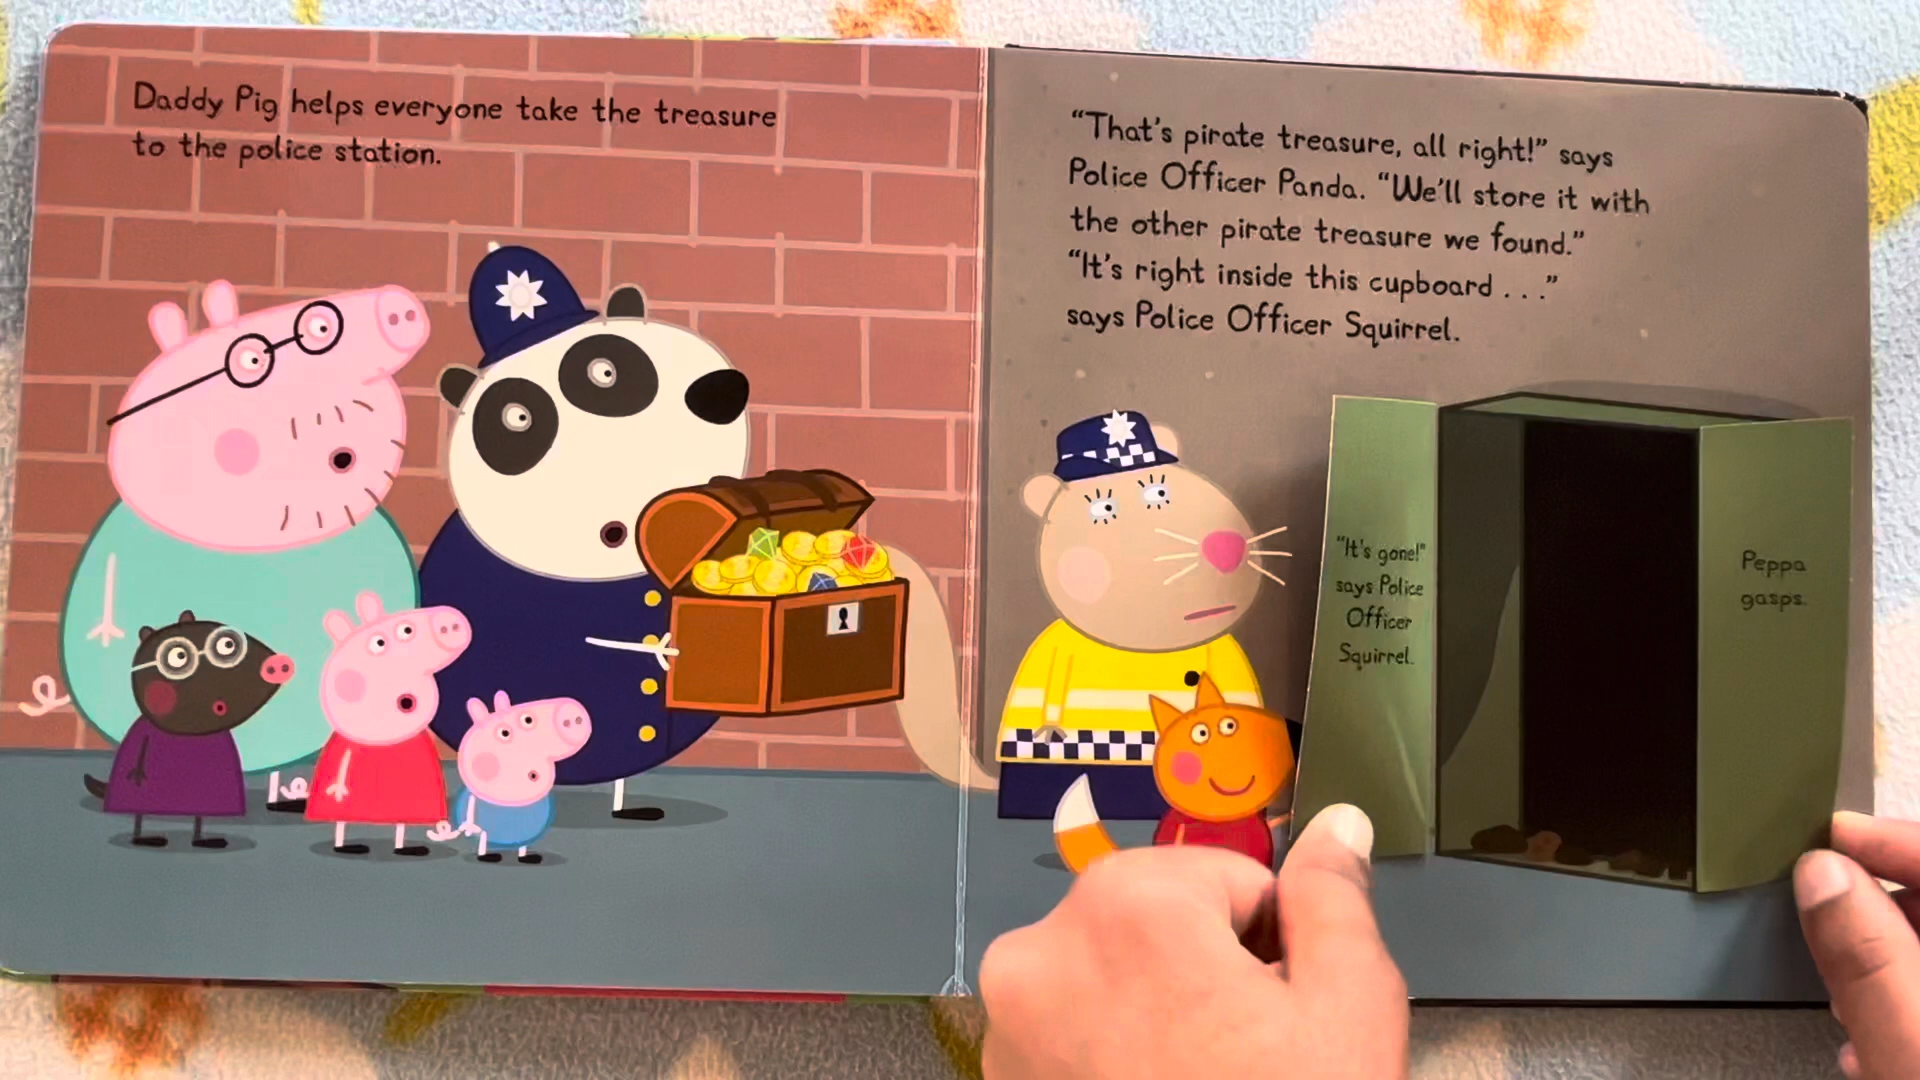 Daddy Pig helps everyone take the treasure
to the police station.
“That’s pirate treasure, all right!” says
Police Officer Panda. “We’ll store it with
the other pirate treasure we found.”
“It’s right inside this cupboard . . .”
says Police Officer Squirrel.
“It’s gone!”
says Police
Officer
Squirrel.
Peppa
gasps.